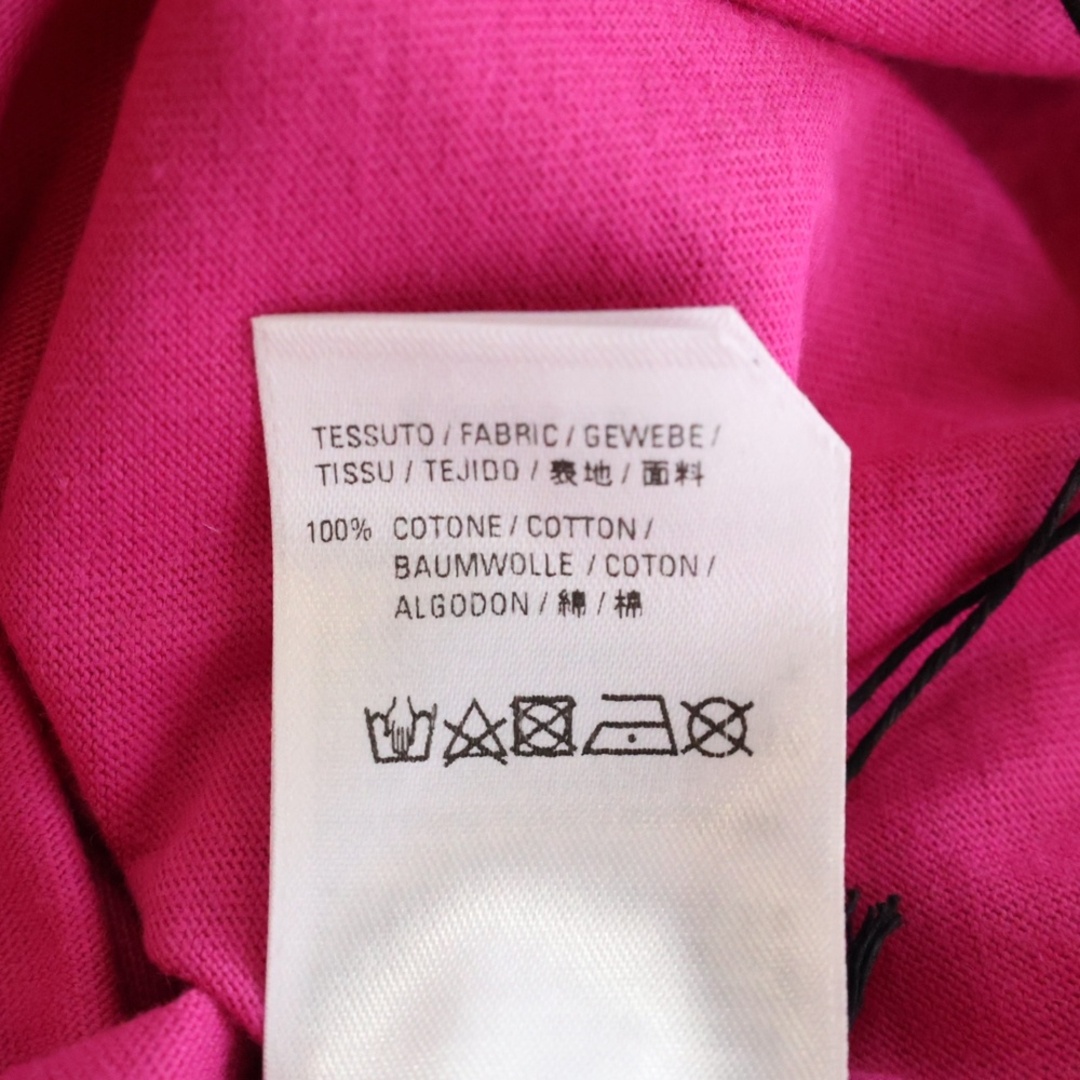 TESSUTO / FABRIC / GEWEBE /
TISSU / TEJIDO / 表地 / 面料
100% COTONE / COTTON /
BAUMWOLLE / COTON /
ALGODON / 綿 / 棉